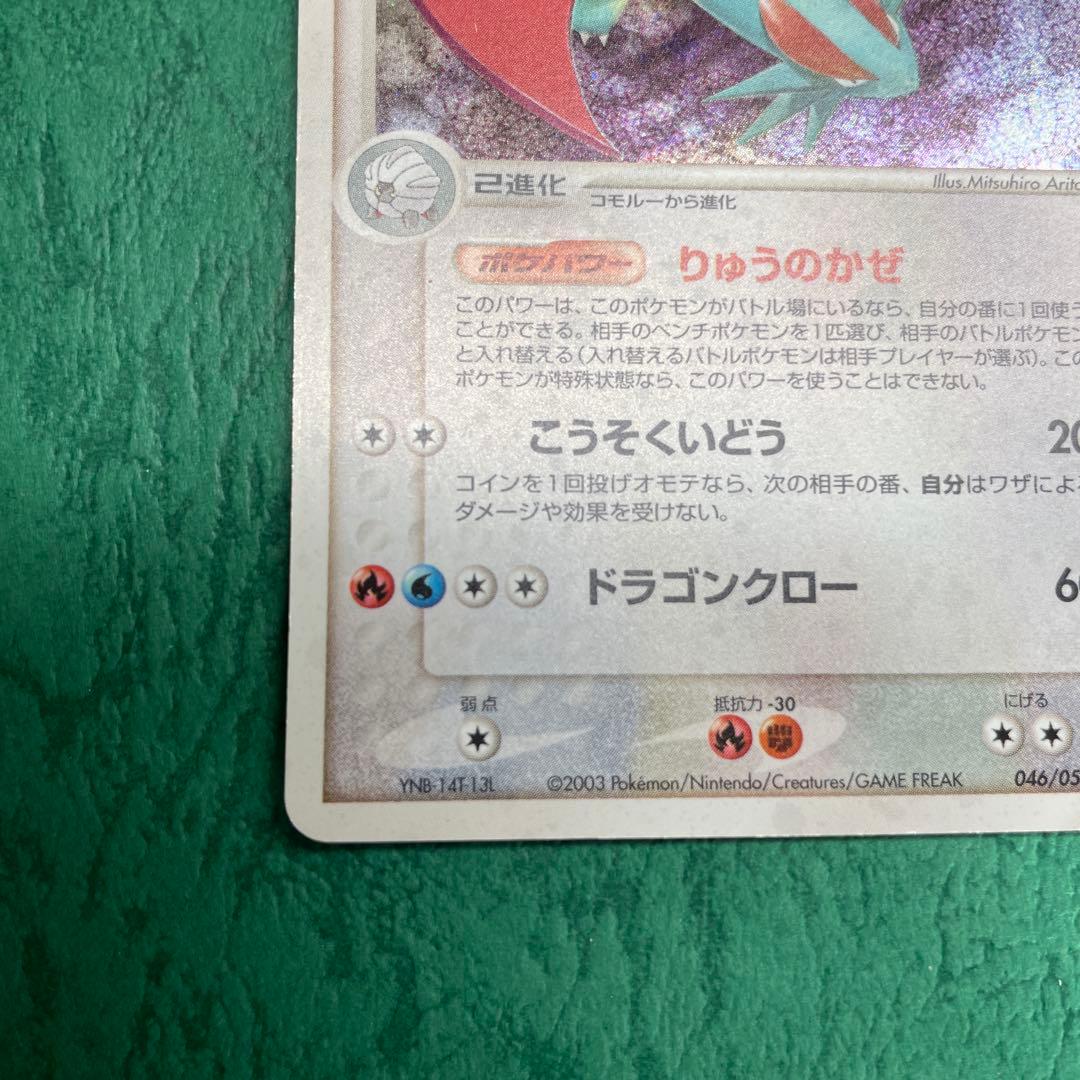 2進化
コモルーから進化
Illus.Mitsuhiro Arita
ポケパワー りゅうのかぜ
このパワーは、このポケモンがバトル場にいるなら、自分の番に1回使う
ことができる。相手のベンチポケモンを1匹選び、相手のバトルポケモン
と入れ替える(入れ替えるバトルポケモンは相手プレイヤーが選ぶ)。この
ポケモンが特殊状態なら、このパワーを使うことはできない。
こうそくいどう 20
コインを1回投げオモテなら、次の相手の番、自分はワザによる
ダメージや効果を受けない。
ドラゴンクロー 6
弱点 抵抗力 -30 にげる
YNB-14T-13L ©2003 Pokémon/Nintendo/Creatures/GAME FREAK 046/05